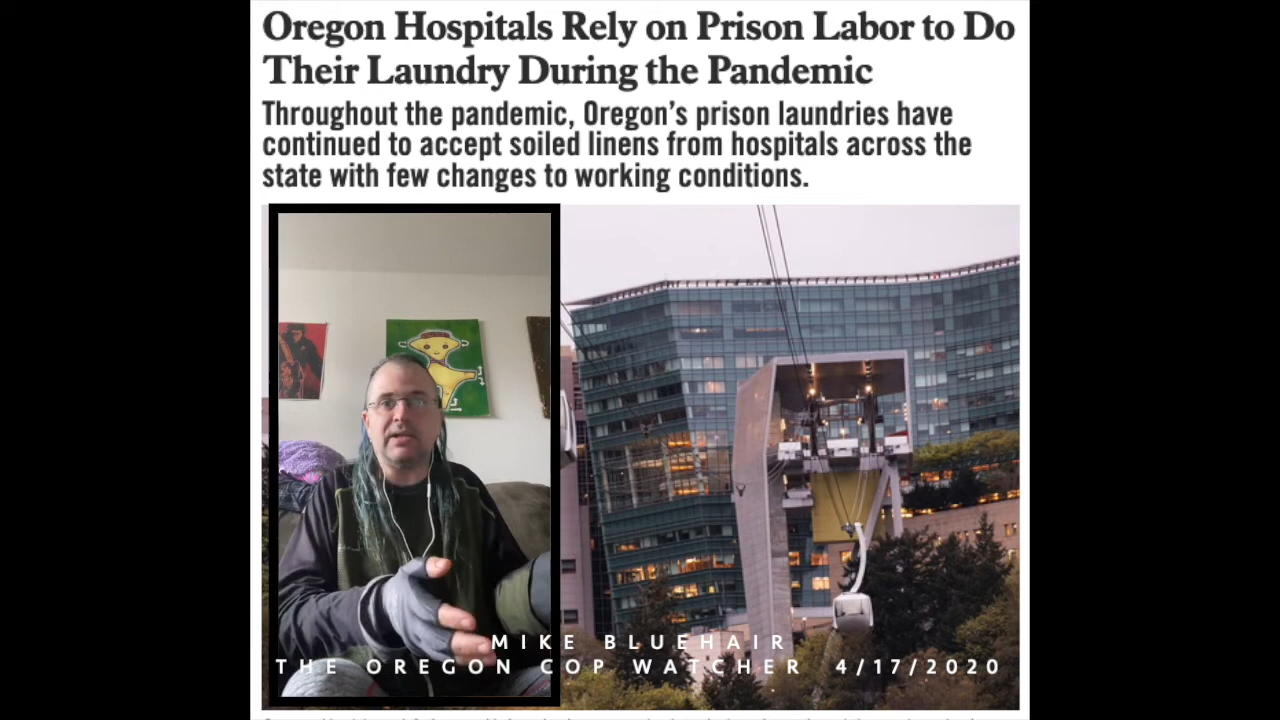 Oregon Hospitals Rely on Prison Labor to Do
Their Laundry During the Pandemic
Throughout the pandemic, Oregon's prison laundries have
continued to accept soiled linens from hospitals across the
state with few changes to working conditions.
MIKE BLUEHAIR
THE OREGON COP WATCHER 4/17/2020